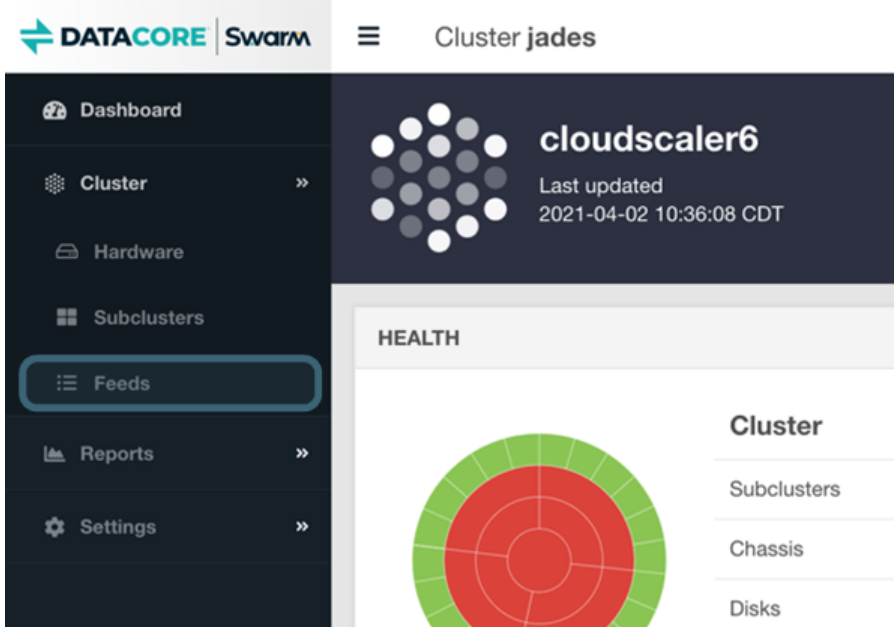 DATACORE Swarm
Cluster jades
Dashboard
Cluster »
Hardware
Subclusters
Feeds
Reports »
Settings »
cloudscaler6
Last updated
2021-04-02 10:36:08 CDT
HEALTH
Cluster
Subclusters
Chassis
Disks